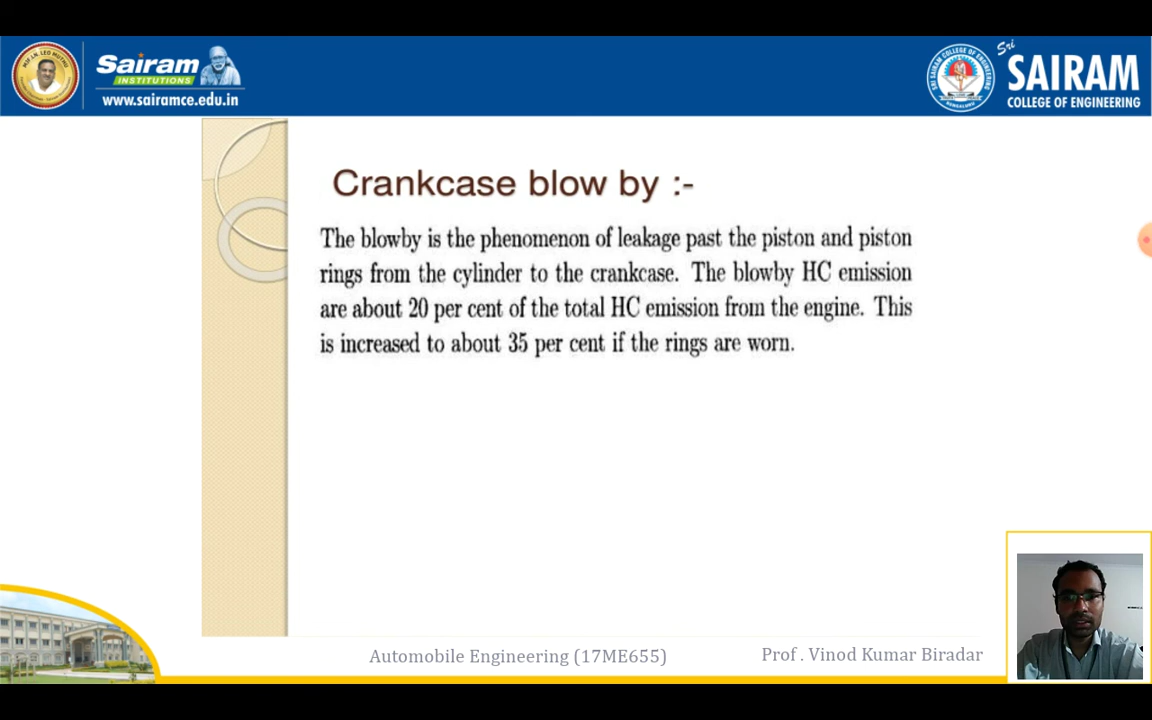 Sairam
INSTITUTIONS
www.sairamce.edu.in
Sri
SAIRAM
COLLEGE OF ENGINEERING
Crankcase blow by :-
The blowby is the phenomenon of leakage past the piston and piston
rings from the cylinder to the crankcase. The blowby HC emission
are about 20 per cent of the total HC emission from the engine. This
is increased to about 35 per cent if the rings are worn.
Automobile Engineering (17ME655)
Prof . Vinod Kumar Biradar